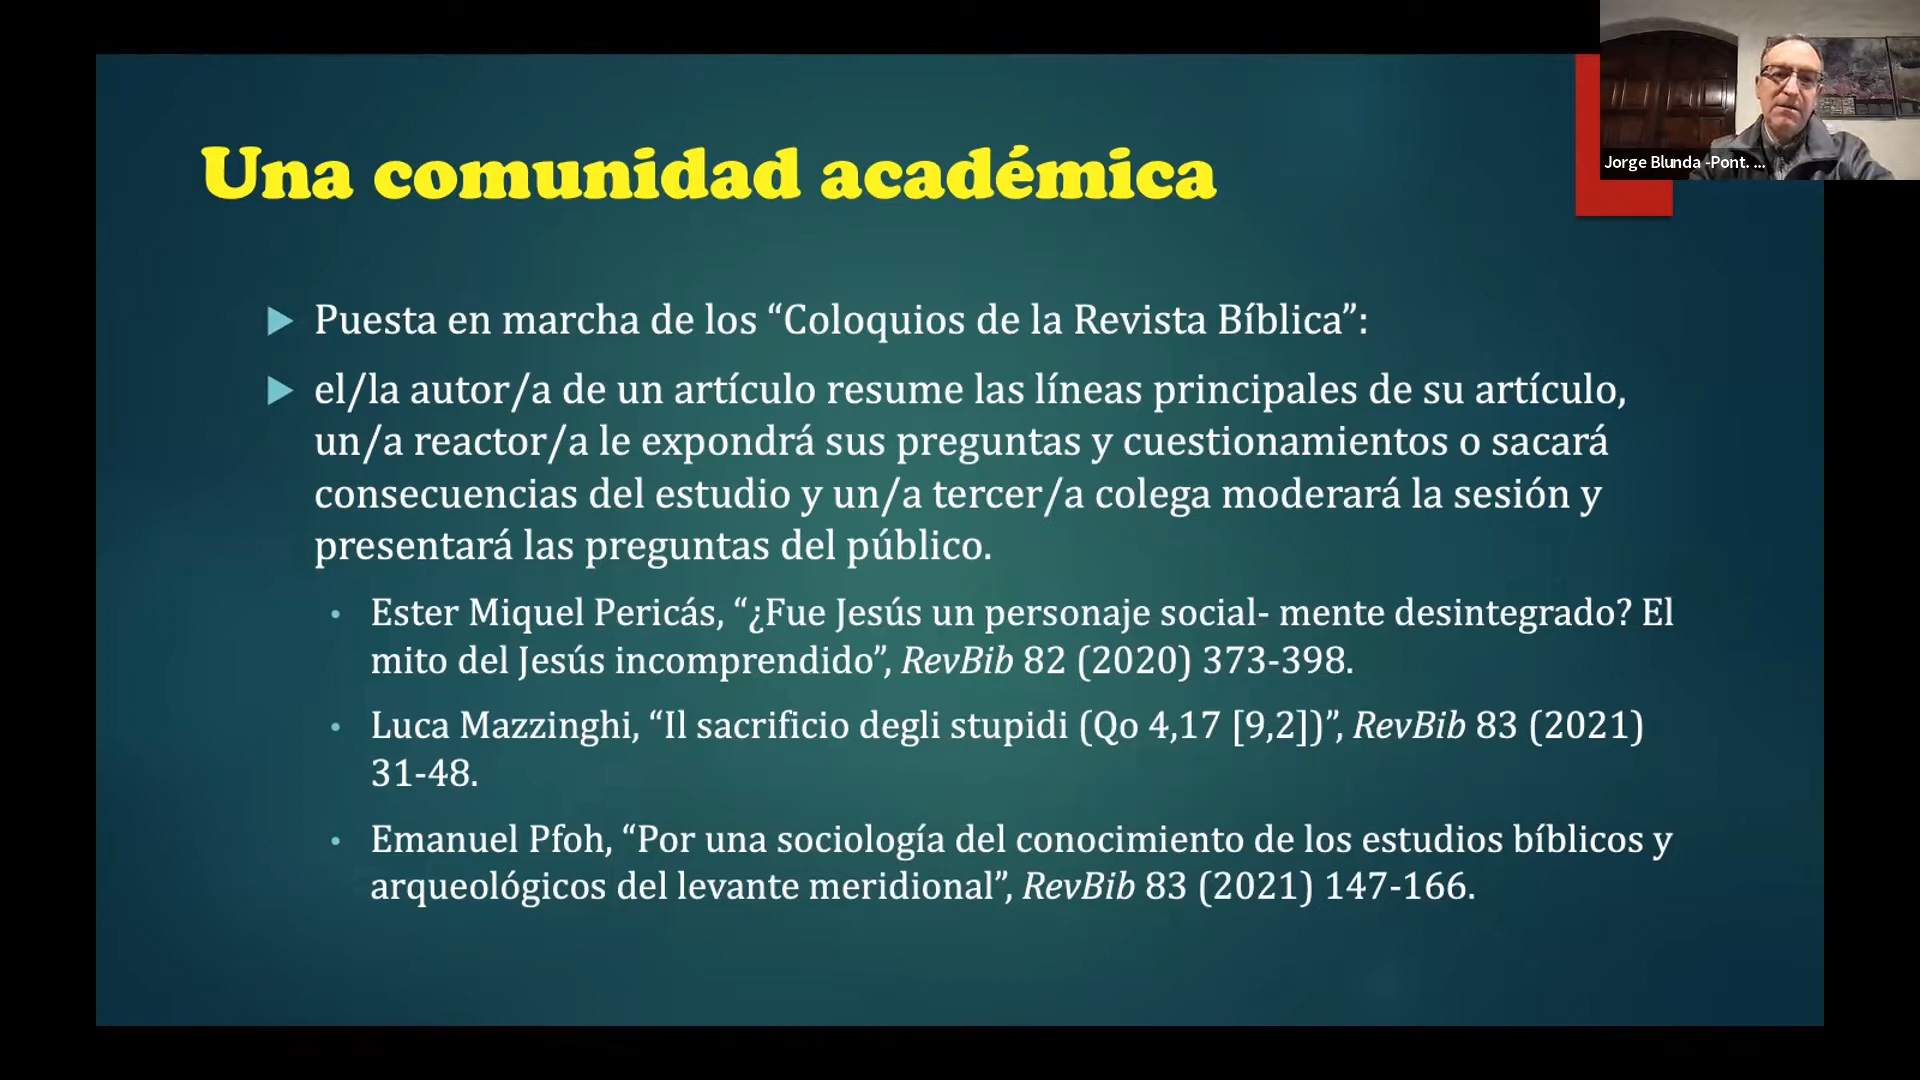 Jorge Blunda -Pont. ...
Una comunidad académica
Puesta en marcha de los “Coloquios de la Revista Bíblica”:
el/la autor/a de un artículo resume las líneas principales de su artículo,
un/a reactor/a le expondrá sus preguntas y cuestionamientos o sacará
consecuencias del estudio y un/a tercer/a colega moderará la sesión y
presentará las preguntas del público.
Ester Miquel Pericás, “¿Fue Jesús un personaje social- mente desintegrado? El
mito del Jesús incomprendido”, RevBib 82 (2020) 373-398.
Luca Mazzinghi, “Il sacrificio degli stupidi (Qo 4,17 [9,2])”, RevBib 83 (2021)
31-48.
Emanuel Pfoh, “Por una sociología del conocimiento de los estudios bíblicos y
arqueológicos del levante meridional”, RevBib 83 (2021) 147-166.